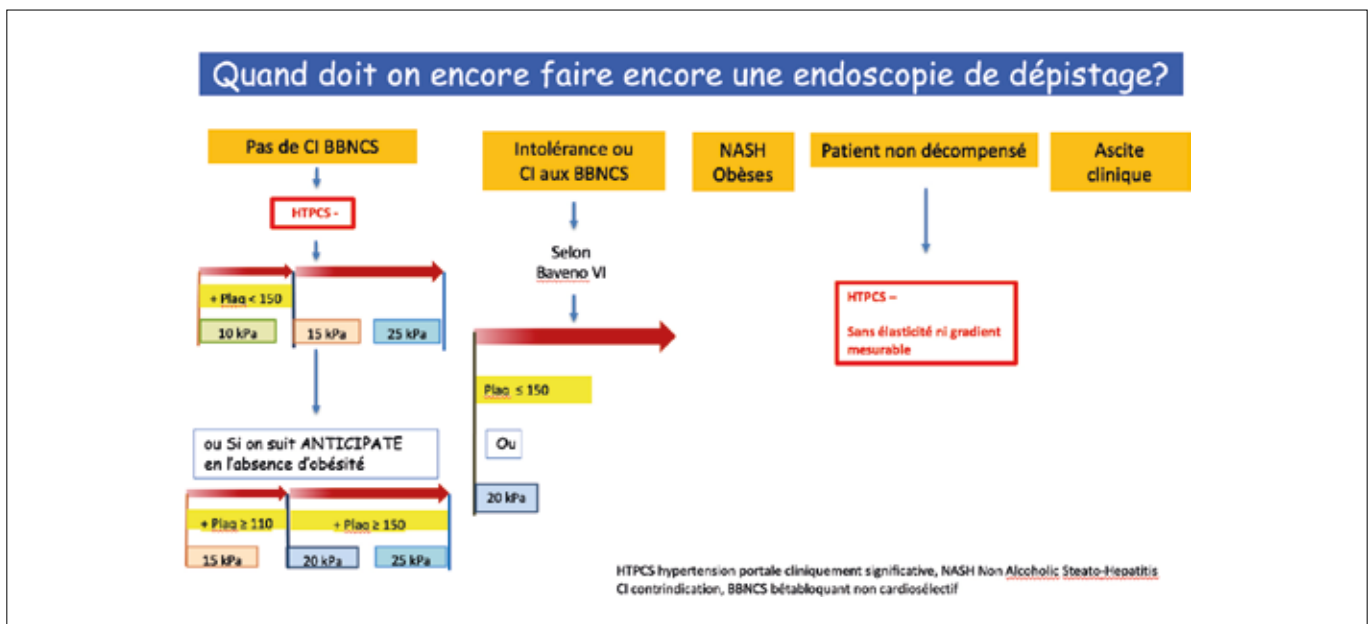 Quand doit on encore faire encore une endoscopie de dépistage?
Pas de CI BBNCS
HTPCS -
+ Plaq < 150
10 kPa
15 kPa
25 kPa
ou Si on suit ANTICIPATE
en l'absence d'obésité
+ Plaq ≥ 110
+ Plaq ≥ 150
15 kPa
20 kPa
25 kPa
Intolérance ou
CI aux BBNCS
Selon
Baveno VI
Plaq ≤ 150
Ou
20 kPa
NASH
Obèses
Patient non décompensé
HTPCS –
Sans élasticité ni gradient
mesurable
Ascite
clinique
HTPCS hypertension portale cliniquement significative, NASH Non Alcoholic Steato-Hepatitis
CI contrindication, BBNCS bétabloquant non cardiosélectif